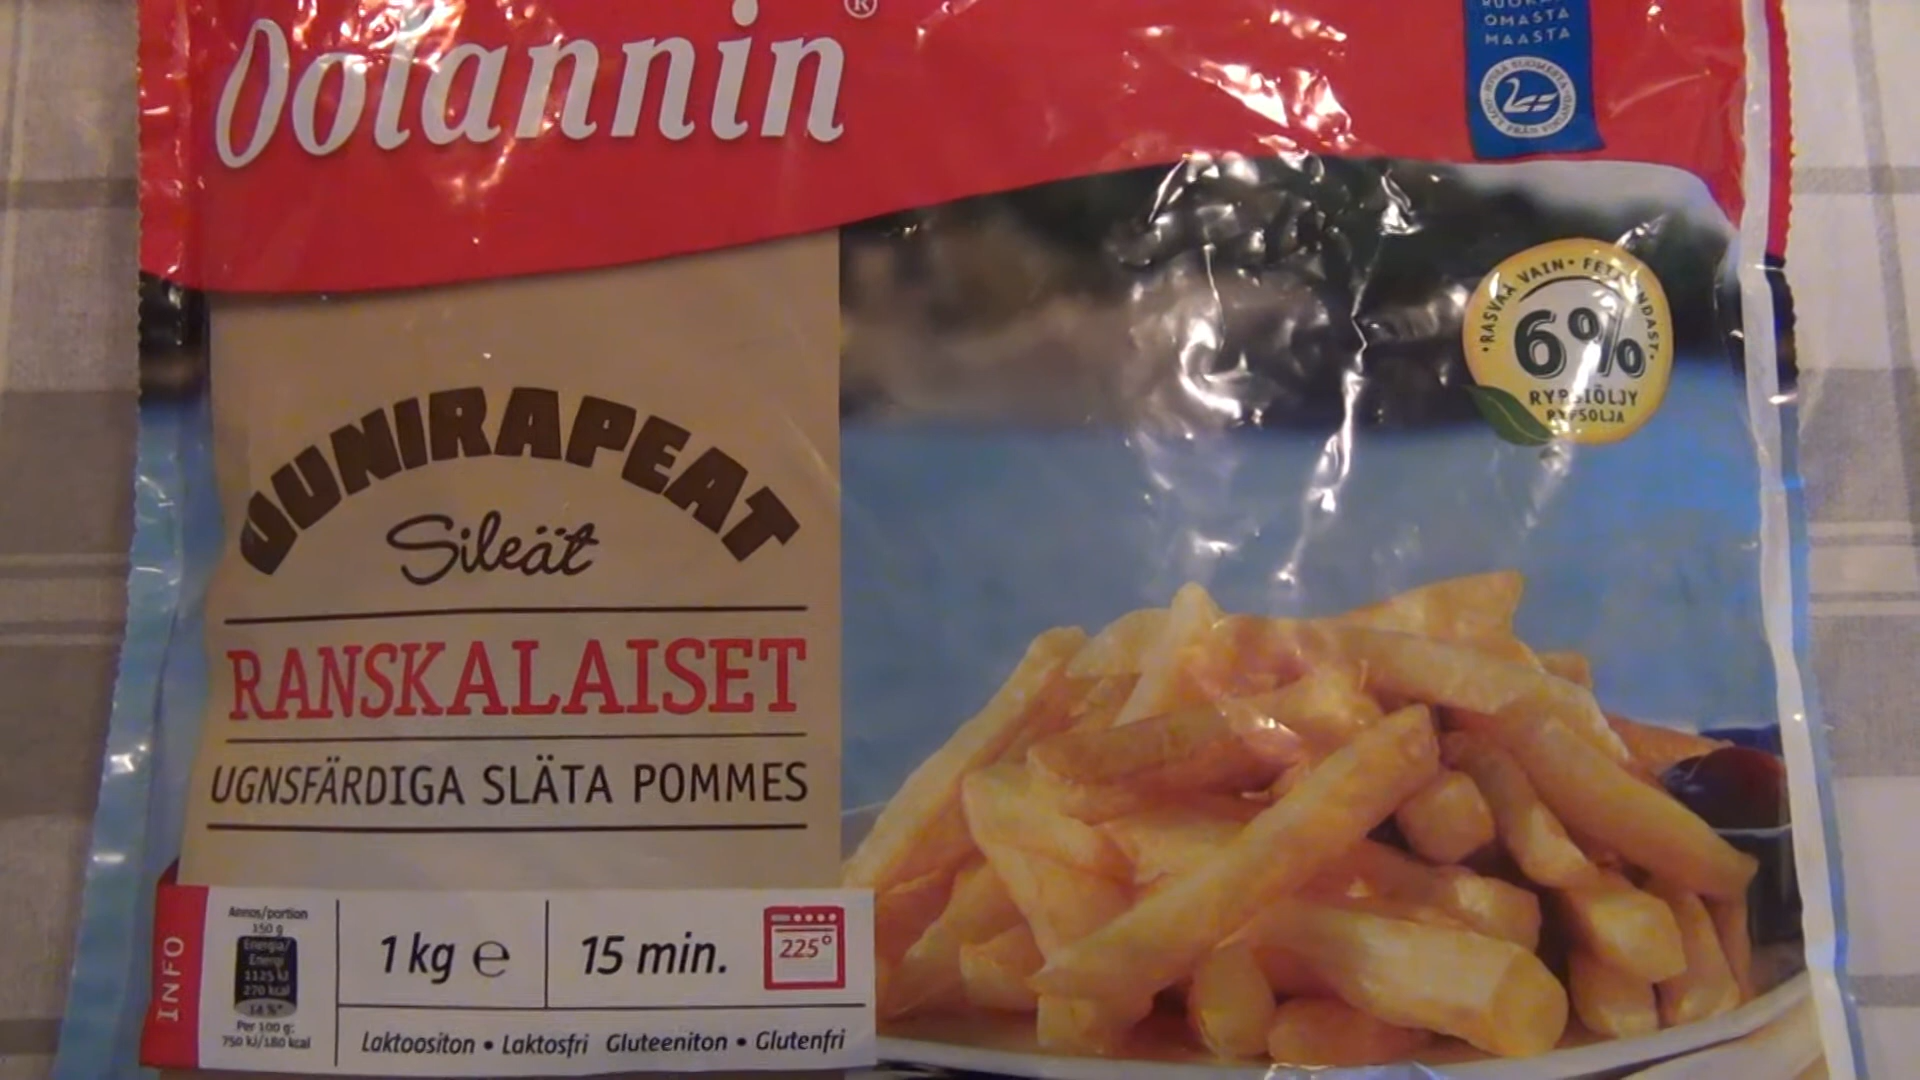 Oolannin®
OMASTA
MAASTA
RASVAA VAIN • FETT ENDAST •
6%
RYPSIÖLJY
RYPSOLJA
UUNIRAPEAT
Sileät
RANSKALAISET
UGNSFÄRDIGA SLÄTA POMMES
INFO
Annos/portion
150 g
Energia/
Energi
1125 kJ
270 kcal
14 %*
Per 100 g:
750 kJ/180 kcal
1 kg e
15 min.
225°
Laktoositon • Laktosfri Gluteeniton • Glutenfri